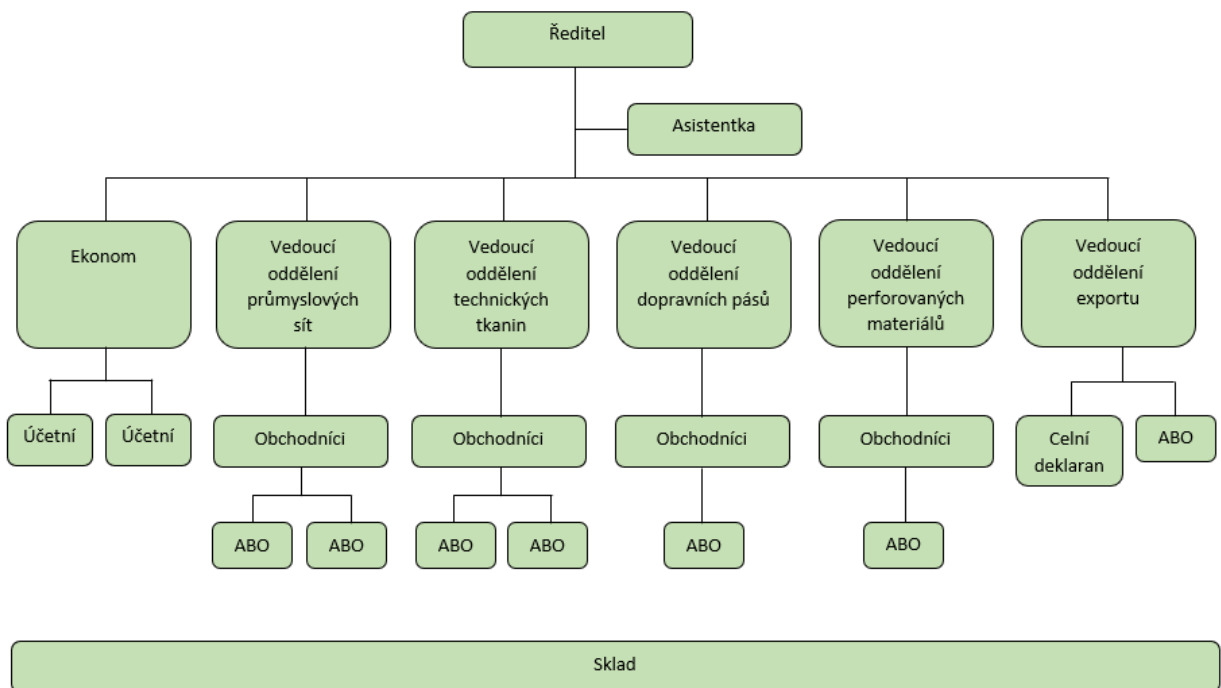 Ředitel
Asistentka
Ekonom
Vedoucí
oddělení
průmyslových
sít
Vedoucí
oddělení
technických
tkanin
Vedoucí
oddělení
dopravních pásů
Vedoucí
oddělení
perforovaných
materiálů
Vedoucí
oddělení
exportu
Účetní
Účetní
Obchodníci
Obchodníci
Obchodníci
Obchodníci
Celní
deklaran
ABO
ABO
ABO
ABO
ABO
ABO
ABO
Sklad